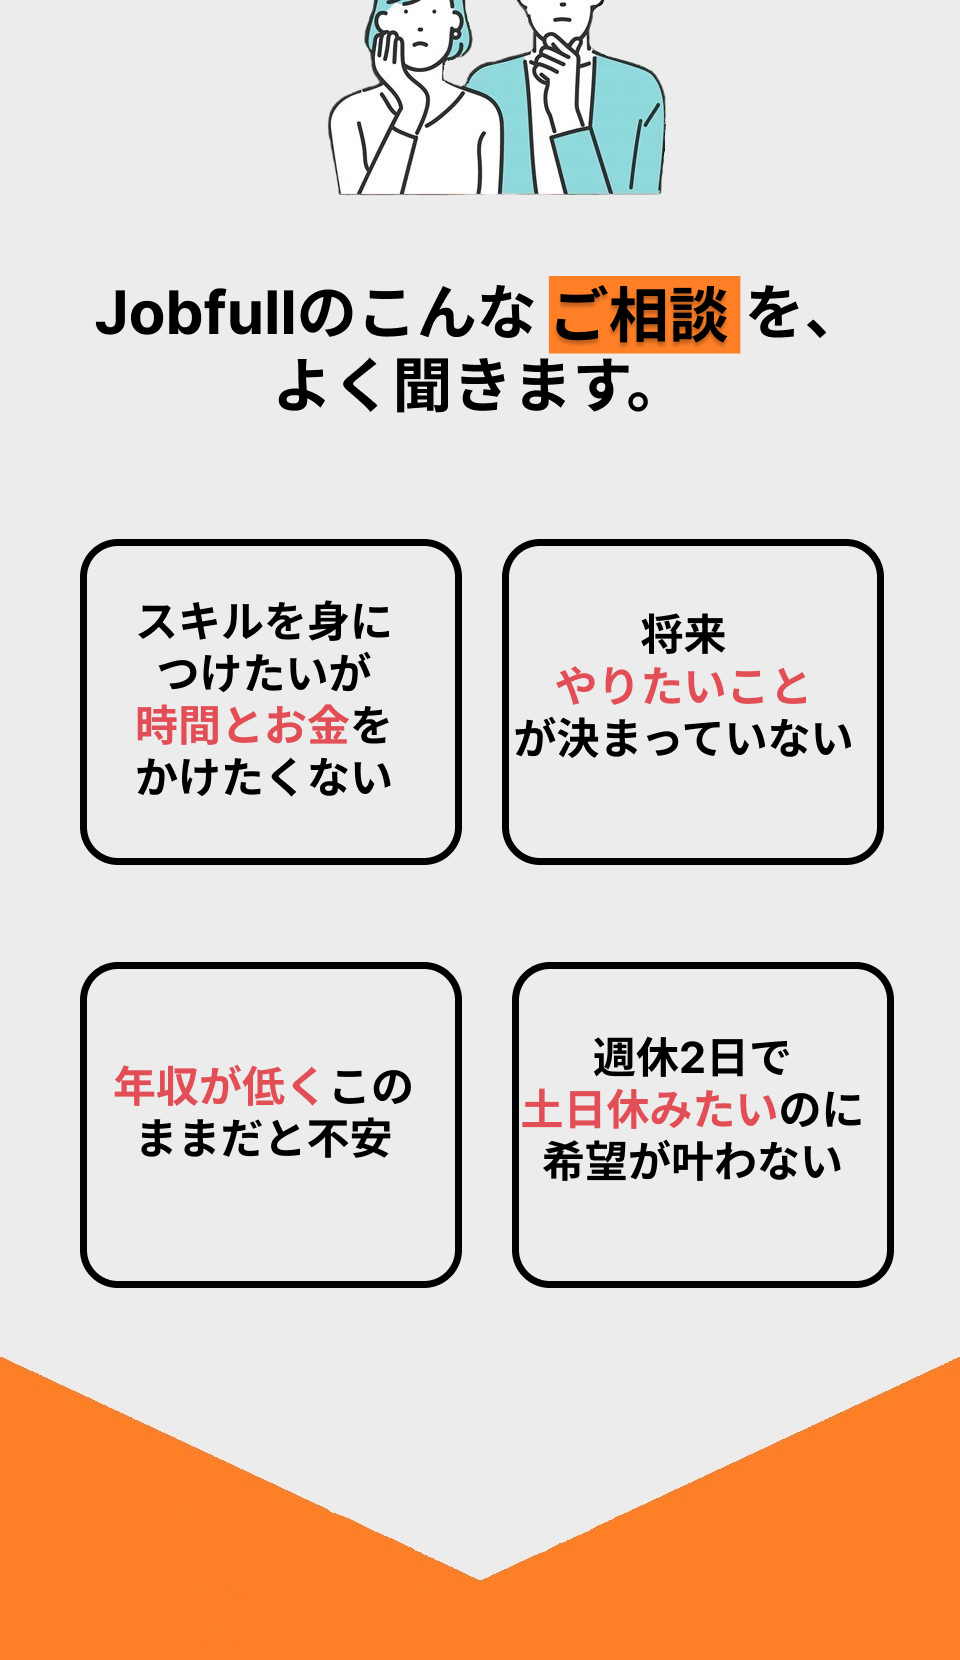 Jobfullのこんな ご相談 を、
よく聞きます。
スキルを身に
つけたいが
時間とお金を
かけたくない
将来
やりたいこと
が決まっていない
年収が低くこの
ままだと不安
週休2日で
土日休みたいのに
希望が叶わない